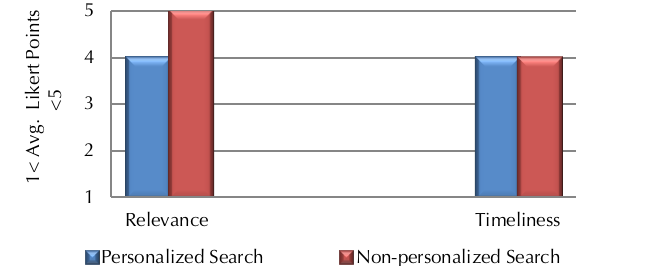 1< Avg. Likert Points
<5
5
4
3
2
1
Relevance
Timeliness
Personalized Search
Non-personalized Search